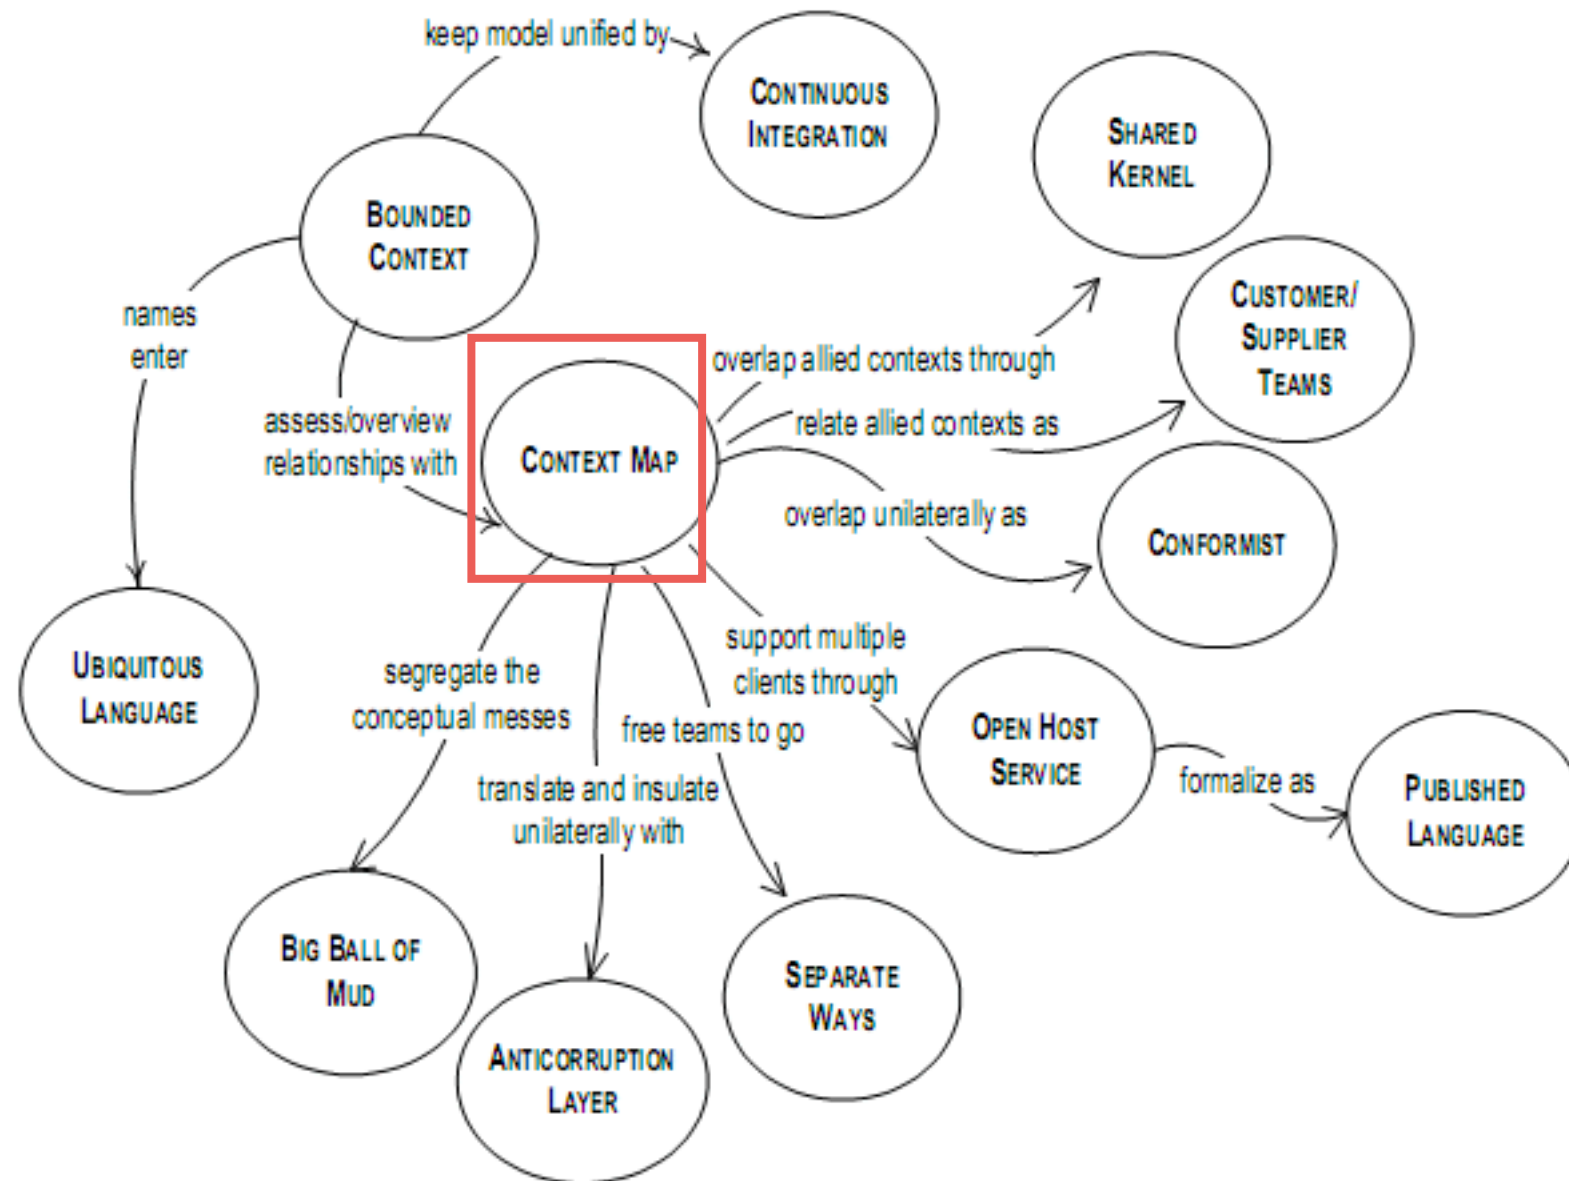 keep model unified by
CONTINUOUS
INTEGRATION
SHARED
KERNEL
BOUNDED
CONTEXT
names
enter
CUSTOMER/
SUPPLIER
TEAMS
overlap allied contexts through
assess/overview
relationships with
relate allied contexts as
CONTEXT MAP
overlap unilaterally as
CONFORMIST
support multiple
clients through
UBIQUITOUS
LANGUAGE
segregate the
conceptual messes
free teams to go
OPEN HOST
SERVICE
formalize as
PUBLISHED
LANGUAGE
translate and insulate
unilaterally with
BIG BALL OF
MUD
SEPARATE
WAYS
ANTICORRUPTION
LAYER